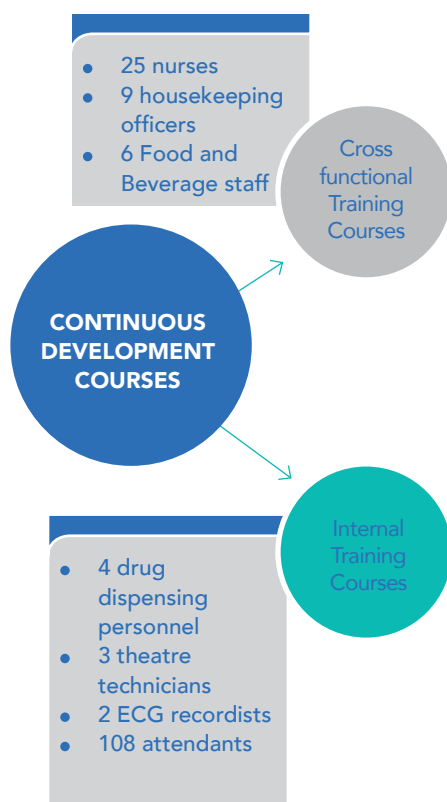 • 25 nurses
• 9 housekeeping
officers
• 6 Food and
Beverage staff
Cross
functional
Training
Courses
CONTINUOUS
DEVELOPMENT
COURSES
Internal
Training
Courses
• 4 drug
dispensing
personnel
• 3 theatre
technicians
• 2 ECG recordists
• 108 attendants